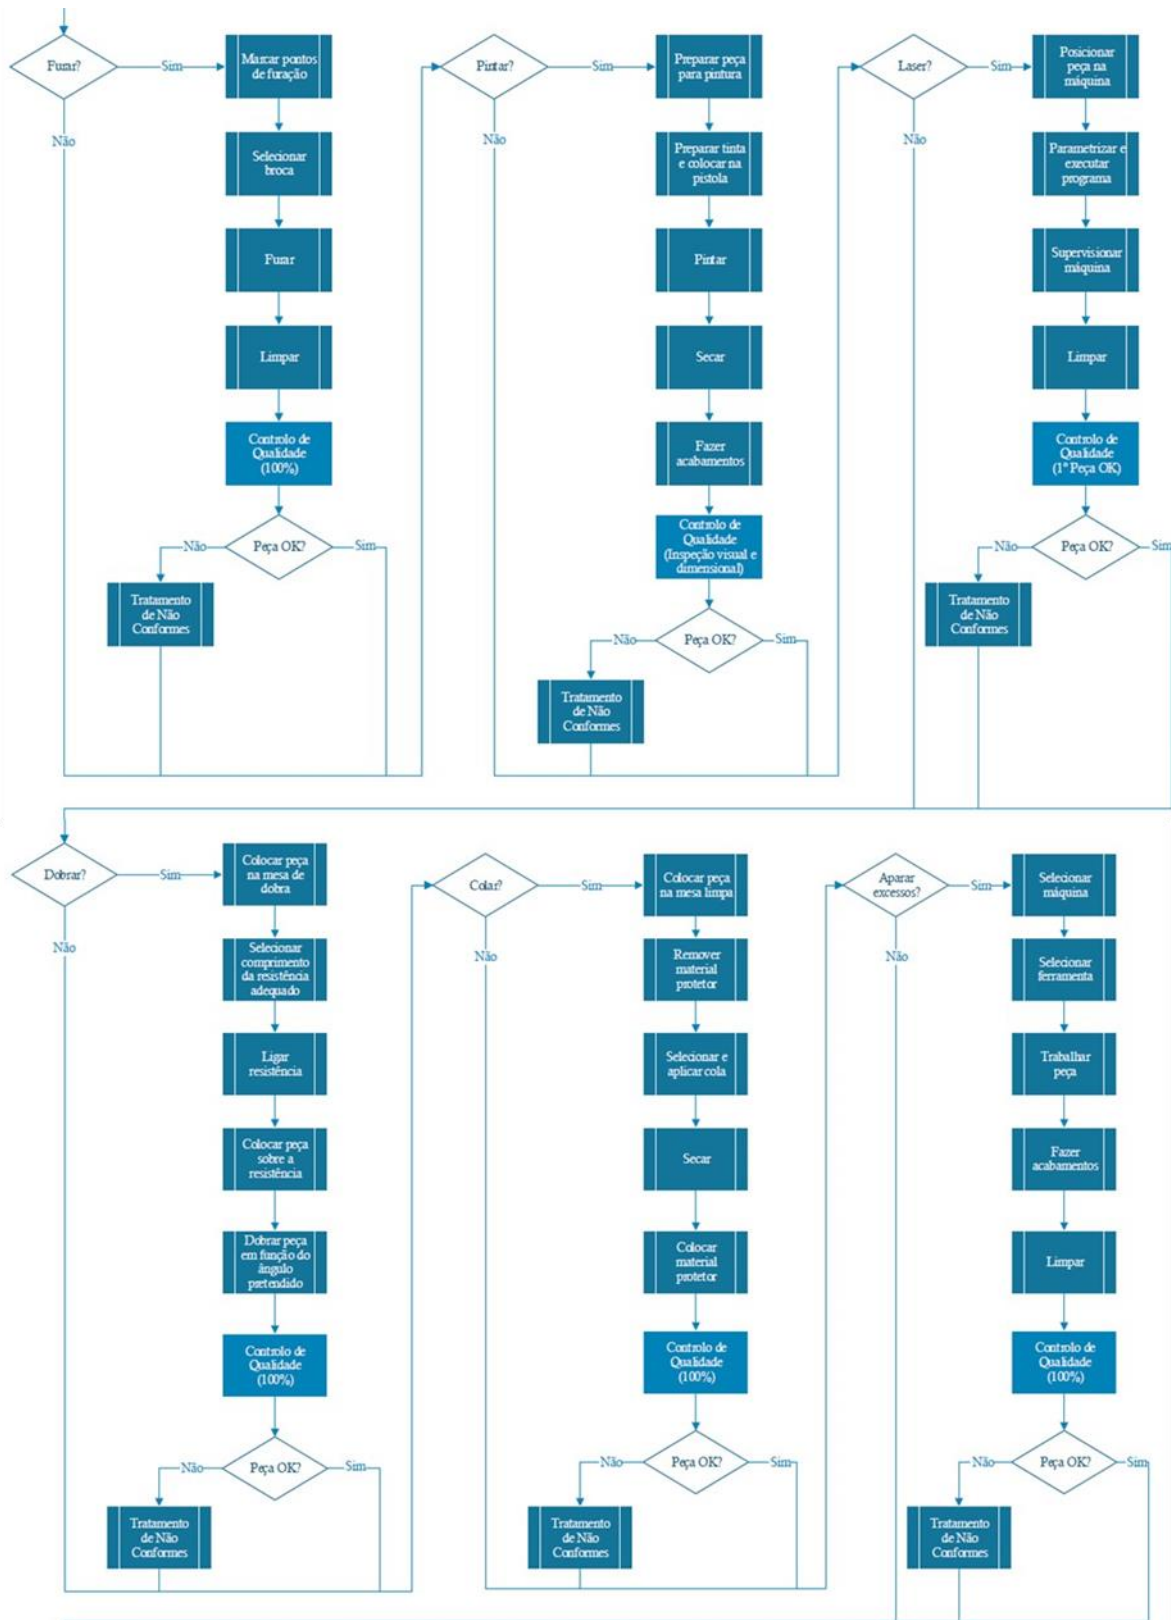 Furar?
Sim
Não
Marcar pontos
de furação
Selecionar
broca
Furar
Limpar
Controlo de
Qualidade
(100%)
Peça OK?
Não
Sim
Tratamento
de Não
Conformes
Pintar?
Sim
Não
Preparar peça
para pintura
Preparar tinta
e colocar na
pistola
Pintar
Secar
Fazer
acabamentos
Controlo de
Qualidade
(Inspeção visual e
dimensional)
Peça OK?
Não
Sim
Tratamento
de Não
Conformes
Laser?
Sim
Não
Posicionar
peça na
máquina
Parametrizar e
executar
programa
Supervisionar
máquina
Limpar
Controlo de
Qualidade
(1ª Peça OK)
Peça OK?
Não
Sim
Tratamento
de Não
Conformes
Dobrar?
Sim
Não
Colocar peça
na mesa de
dobra
Selecionar
comprimento
da resistência
adequado
Ligar
resistência
Colocar peça
sobre a
resistência
Dobrar peça
em função do
ângulo
pretendido
Controlo de
Qualidade
(100%)
Peça OK?
Não
Sim
Tratamento
de Não
Conformes
Colar?
Sim
Não
Colocar peça
na mesa limpa
Remover
material
protetor
Selecionar e
aplicar cola
Secar
Colocar
material
protetor
Controlo de
Qualidade
(100%)
Peça OK?
Não
Sim
Tratamento
de Não
Conformes
Aparar
excessos?
Sim
Não
Selecionar
máquina
Selecionar
ferramenta
Trabalhar
peça
Fazer
acabamentos
Limpar
Controlo de
Qualidade
(100%)
Peça OK?
Não
Sim
Tratamento
de Não
Conformes